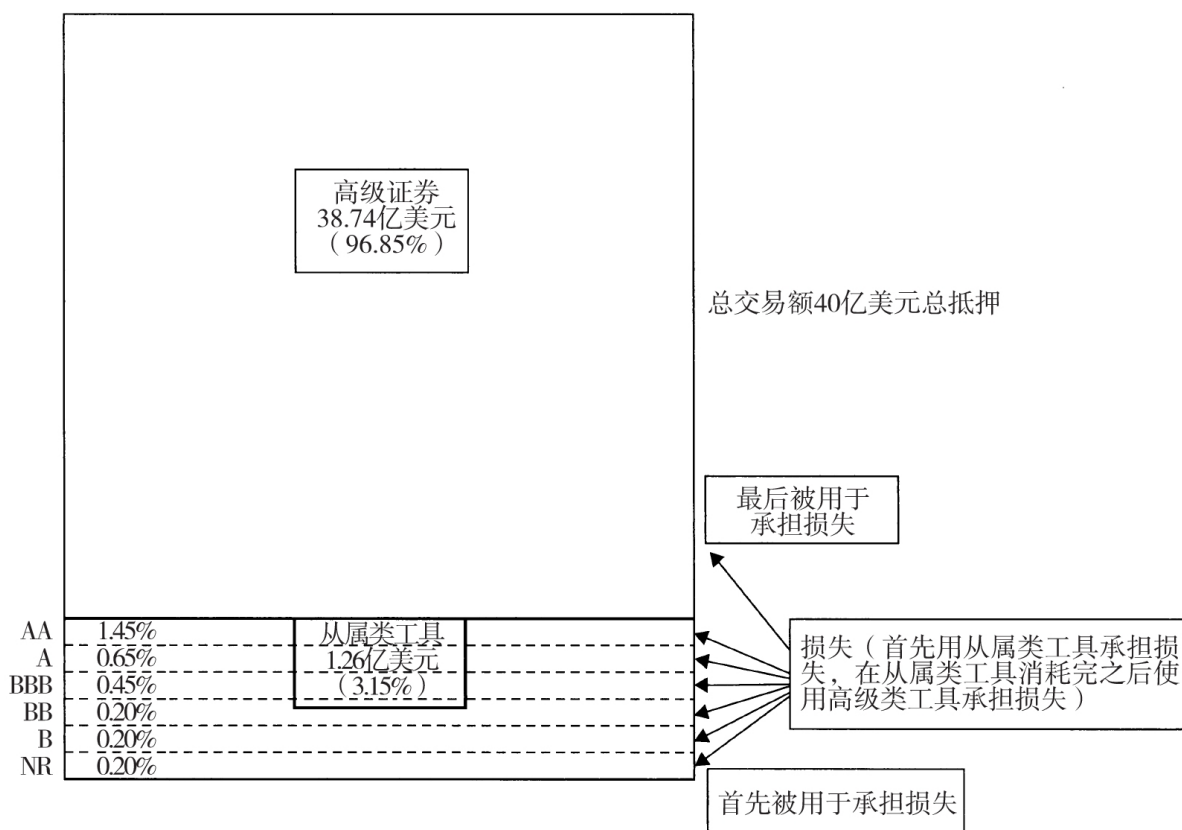 高级证券
38.74亿美元
（96.85%）
总交易额40亿美元总抵押
最后被用于
承担损失
AA 1.45%
A 0.65%
BBB 0.45%
BB 0.20%
B 0.20%
NR 0.20%
从属类工具
1.26亿美元
（3.15%）
损失（首先用从属类工具承担损
失，在从属类工具消耗完之后使
用高级类工具承担损失）
首先被用于承担损失